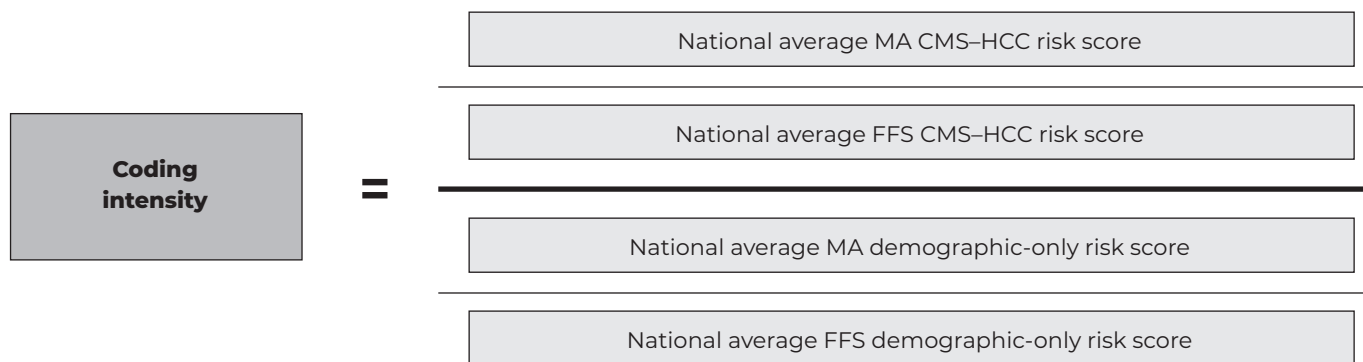 National average MA CMS–HCC risk score
National average FFS CMS–HCC risk score
Coding
intensity
=
National average MA demographic-only risk score
National average FFS demographic-only risk score